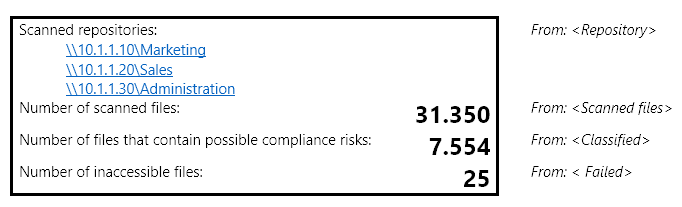 Scanned repositories: From: <Repository>
\\10.1.1.10\Marketing
\\10.1.1.20\Sales
\\10.1.1.30\Administration
Number of scanned files: 31.350 From: <Scanned files>
Number of files that contain possible compliance risks: 7.554 From: <Classified>
Number of inaccessible files: 25 From: < Failed>